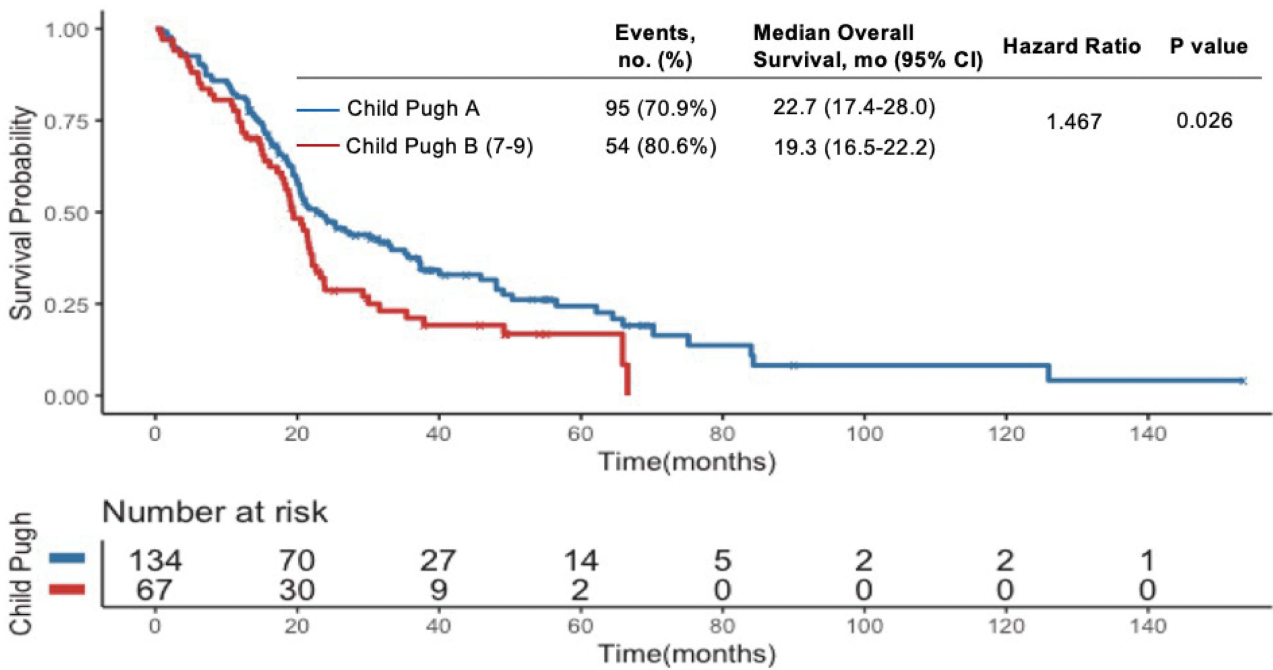 Events, no. (%)
Median Overall Survival, mo (95% CI)
Hazard Ratio
P value
Child Pugh A 95 (70.9%) 22.7 (17.4-28.0)
1.467 0.026
Child Pugh B (7-9) 54 (80.6%) 19.3 (16.5-22.2)
Survival Probability
1.00
0.75
0.50
0.25
0.00
0 20 40 60 80 100 120 140
Time(months)
Number at risk
Child Pugh
134 70 27 14 5 2 2 1
67 30 9 2 0 0 0 0
0 20 40 60 80 100 120 140
Time(months)